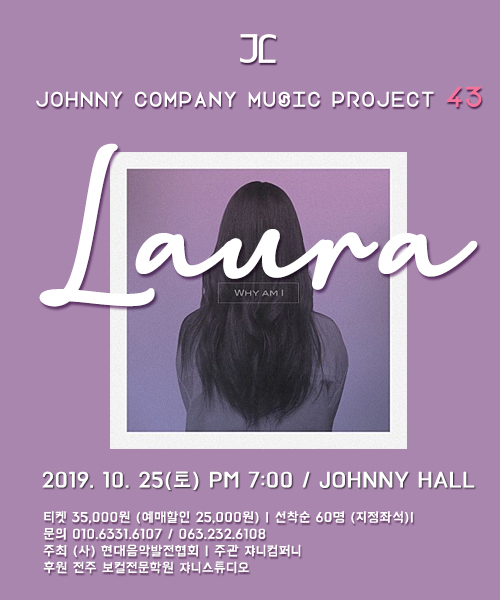 JC
JOHNNY COMPANY MUSIC PROJECT 43
Laura
WHY AM I
2019. 10. 25(토) PM 7:00 / JOHNNY HALL
티켓 35,000원 (예매할인 25,000원) | 선착순 60명 (지정좌석)|
문의 010.6331.6107 / 063.232.6108
주최 (사) 현대음악발전협회 | 주관 쟈니컴퍼니
후원 전주 보컬전문학원 쟈니스튜디오